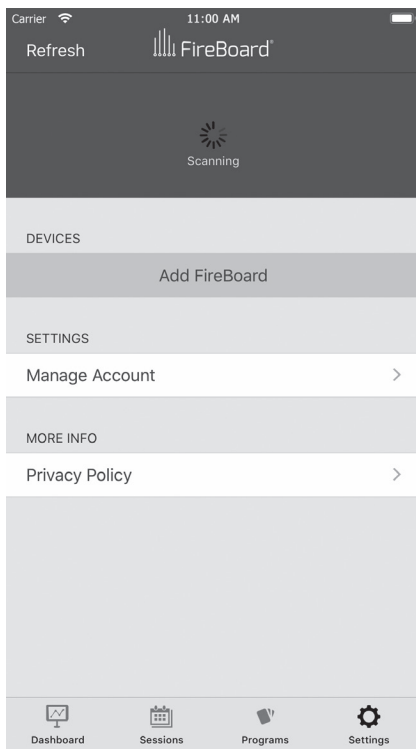 Carrier 11:00 AM
Refresh FireBoard®
Scanning
DEVICES
Add FireBoard
SETTINGS
Manage Account
MORE INFO
Privacy Policy
Dashboard Sessions Programs Settings